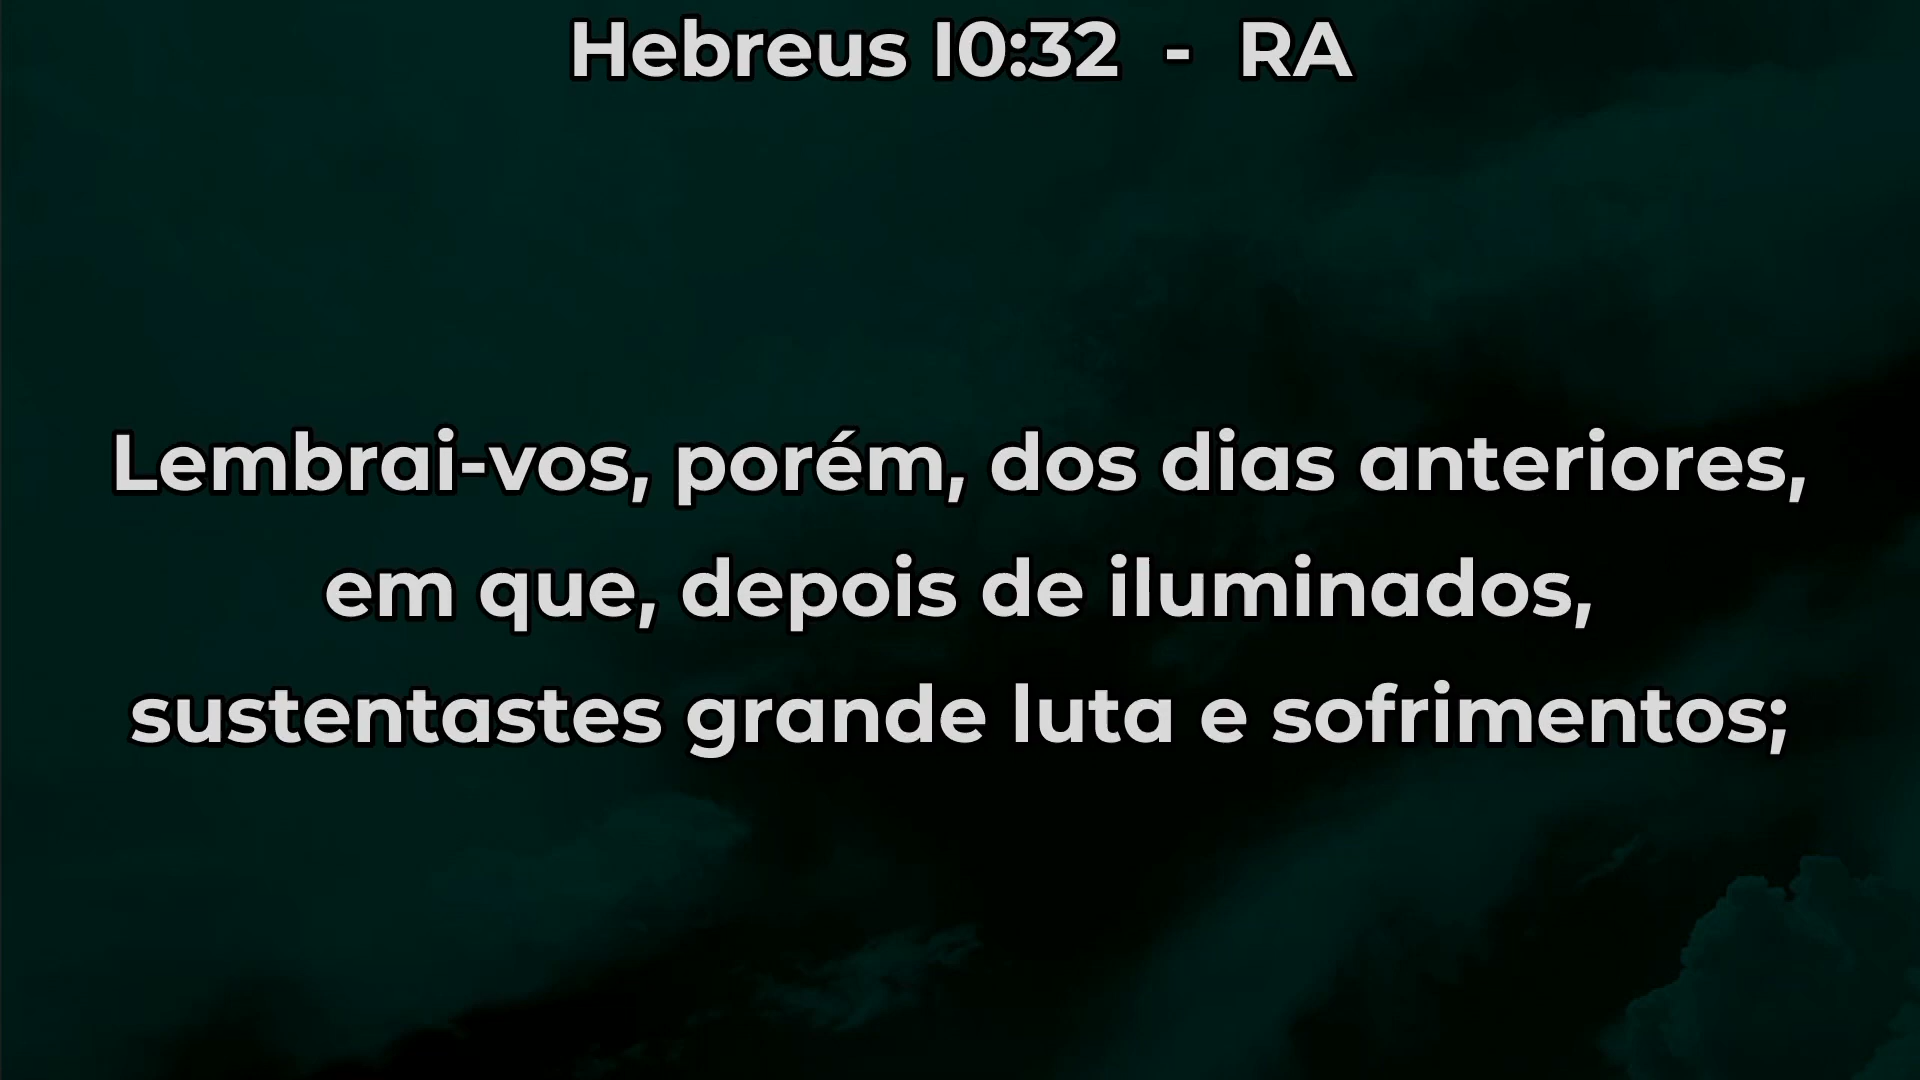 Hebreus 10:32 - RA
Lembrai-vos, porém, dos dias anteriores,
em que, depois de iluminados,
sustentastes grande luta e sofrimentos;